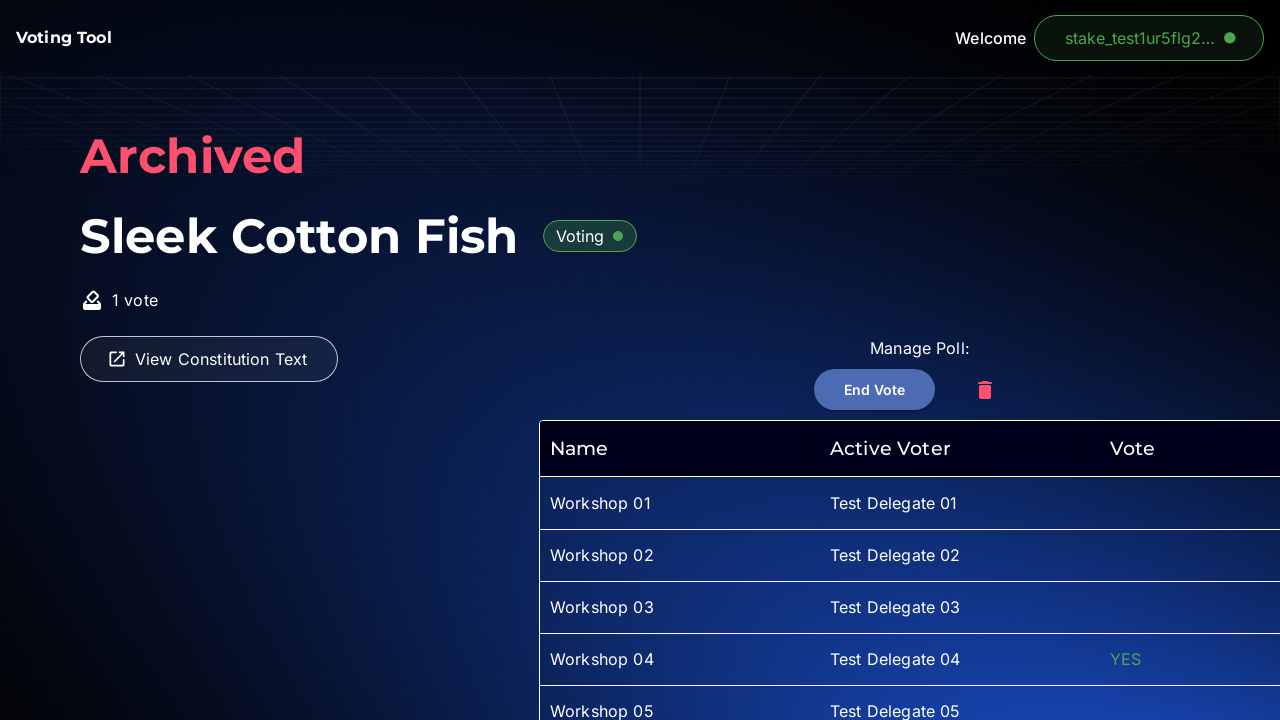 Voting Tool
Welcome
stake_test1ur5flg2...
Archived
Sleek Cotton Fish
Voting
1 vote
View Constitution Text
Manage Poll:
End Vote
Name Active Voter Vote
Workshop 01 Test Delegate 01
Workshop 02 Test Delegate 02
Workshop 03 Test Delegate 03
Workshop 04 Test Delegate 04 YES
Workshop 05 Test Delegate 05